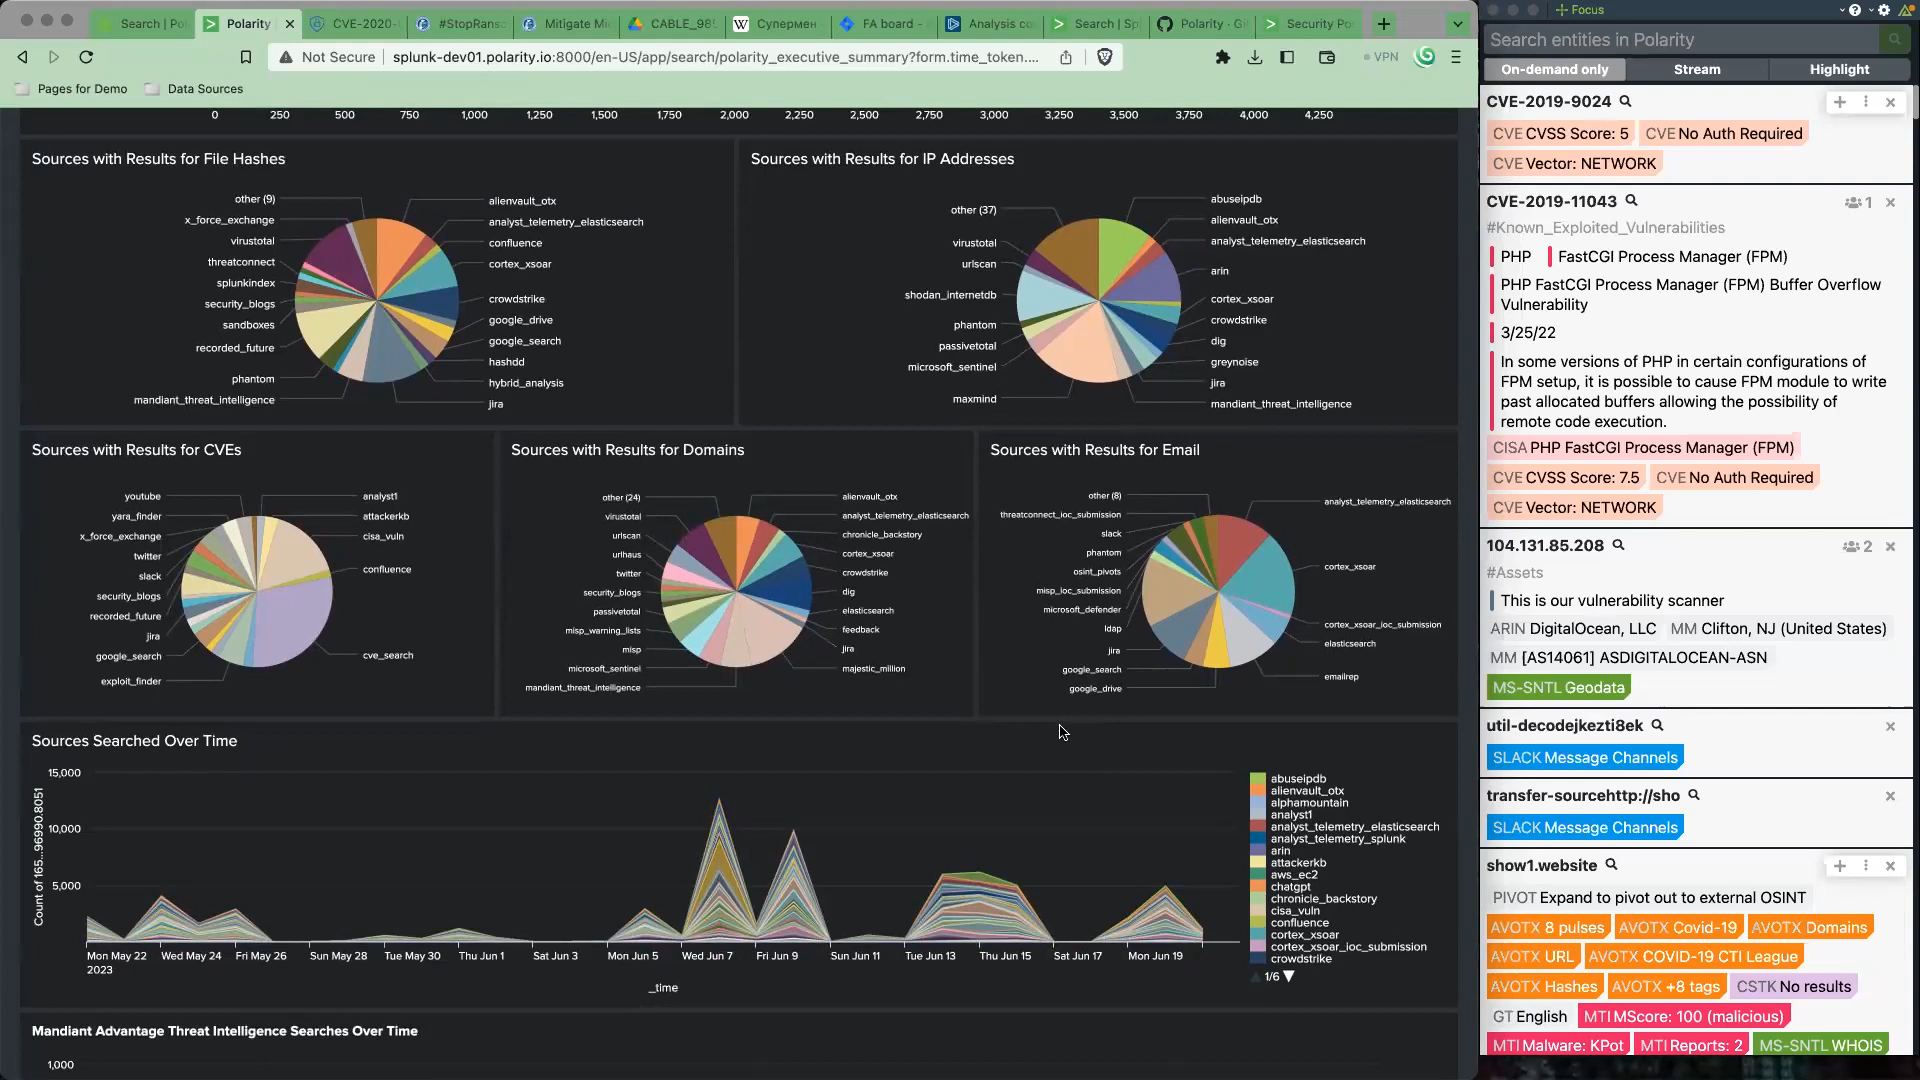 Search | Pol
Polarity
CVE-2020-
#StopRanso
Mitigate Mi
CABLE_98
Супермен
FA board -
Analysis co
Search | Sp
Polarity · Gi
Security Po
Not Secure
splunk-dev01.polarity.io:8000/en-US/app/search/polarity_executive_summary?form.time_token....
VPN
Pages for Demo
Data Sources
0 250 500 750 1,000 1,250 1,500 1,750 2,000 2,250 2,500 2,750 3,000 3,250 3,500 3,750 4,000 4,250
Sources with Results for File Hashes
other (9)
x_force_exchange
virustotal
threatconnect
splunkindex
security_blogs
sandboxes
recorded_future
phantom
mandiant_threat_intelligence
alienvault_otx
analyst_telemetry_elasticsearch
confluence
cortex_xsoar
crowdstrike
google_drive
google_search
hashdd
hybrid_analysis
jira
Sources with Results for IP Addresses
other (37)
virustotal
urlscan
shodan_internetdb
phantom
passivetotal
microsoft_sentinel
maxmind
abuseipdb
alienvault_otx
analyst_telemetry_elasticsearch
arin
cortex_xsoar
crowdstrike
dig
greynoise
jira
mandiant_threat_intelligence
Sources with Results for CVEs
youtube
yara_finder
x_force_exchange
twitter
slack
security_blogs
recorded_future
jira
google_search
exploit_finder
analyst1
attackerkb
cisa_vuln
confluence
cve_search
Sources with Results for Domains
other (24)
virustotal
urlscan
urlhaus
twitter
security_blogs
passivetotal
misp_warning_lists
misp
microsoft_sentinel
mandiant_threat_intelligence
alienvault_otx
analyst_telemetry_elasticsearch
chronicle_backstory
cortex_xsoar
crowdstrike
dig
elasticsearch
feedback
jira
majestic_million
Sources with Results for Email
other (8)
threatconnect_ioc_submission
slack
phantom
osint_pivots
misp_ioc_submission
microsoft_defender
ldap
jira
google_search
google_drive
analyst_telemetry_elasticsearch
cortex_xsoar
cortex_xsoar_ioc_submission
elasticsearch
emailrep
Sources Searched Over Time
15,000
10,000
5,000
Count of 165...96990.8051
Mon May 22 Wed May 24 Fri May 26 Sun May 28 Tue May 30 Thu Jun 1 Sat Jun 3 Mon Jun 5 Wed Jun 7 Fri Jun 9 Sun Jun 11 Tue Jun 13 Thu Jun 15 Sat Jun 17 Mon Jun 19
2023
_time
abuseipdb
alienvault_otx
alphamountain
analyst1
analyst_telemetry_elasticsearch
analyst_telemetry_splunk
arin
attackerkb
aws_ec2
chatgpt
chronicle_backstory
cisa_vuln
confluence
cortex_xsoar
cortex_xsoar_ioc_submission
crowdstrike
1/6
Mandiant Advantage Threat Intelligence Searches Over Time
1,000
Focus
Search entities in Polarity
On-demand only Stream Highlight
CVE-2019-9024
CVE CVSS Score: 5 CVE No Auth Required
CVE Vector: NETWORK
CVE-2019-11043 1
#Known_Exploited_Vulnerabilities
PHP FastCGI Process Manager (FPM)
PHP FastCGI Process Manager (FPM) Buffer Overflow
Vulnerability
3/25/22
In some versions of PHP in certain configurations of
FPM setup, it is possible to cause FPM module to write
past allocated buffers allowing the possibility of
remote code execution.
CISA PHP FastCGI Process Manager (FPM)
CVE CVSS Score: 7.5 CVE No Auth Required
CVE Vector: NETWORK
104.131.85.208 2
#Assets
This is our vulnerability scanner
ARIN DigitalOcean, LLC MM Clifton, NJ (United States)
MM [AS14061] ASDIGITALOCEAN-ASN
MS-SNTL Geodata
util-decodejkezti8ek
SLACK Message Channels
transfer-sourcehttp://sho
SLACK Message Channels
show1.website
PIVOT Expand to pivot out to external OSINT
AVOTX 8 pulses AVOTX Covid-19 AVOTX Domains
AVOTX URL AVOTX COVID-19 CTI League
AVOTX Hashes AVOTX +8 tags CSTK No results
GT English MTI MScore: 100 (malicious)
MTI Malware: KPot MTI Reports: 2 MS-SNTL WHOIS